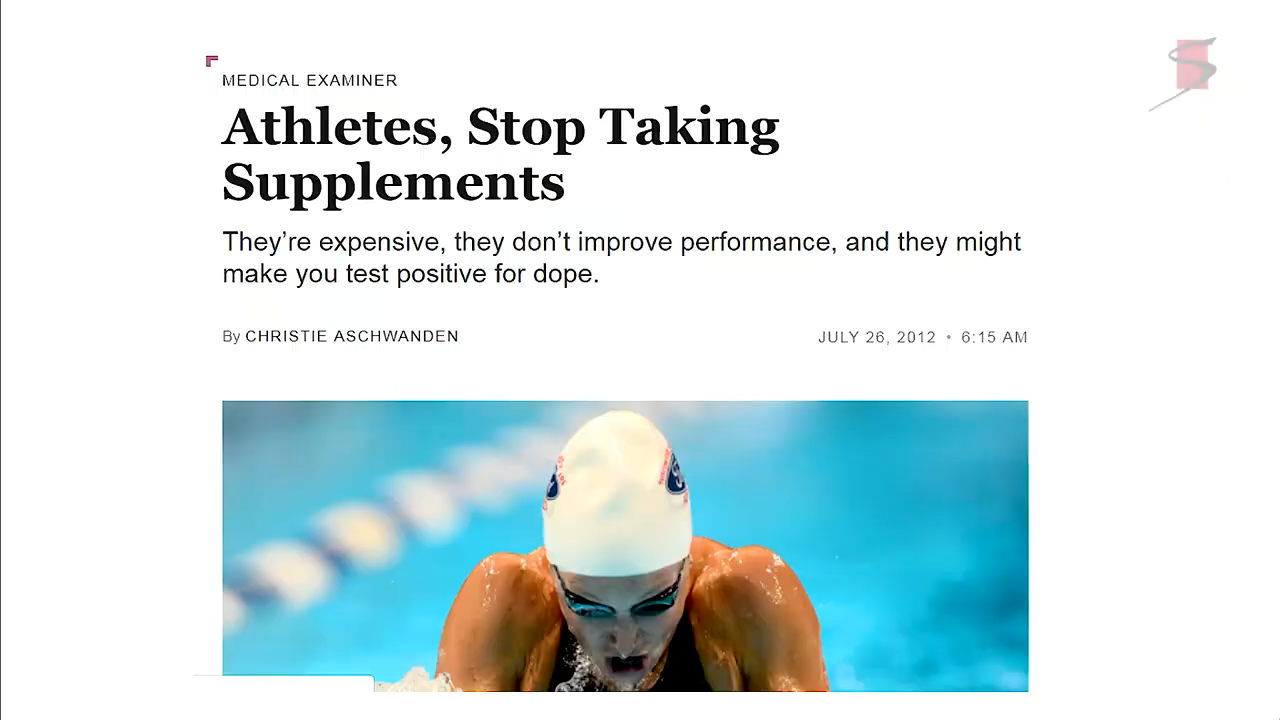 MEDICAL EXAMINER
Athletes, Stop Taking
Supplements
They’re expensive, they don’t improve performance, and they might
make you test positive for dope.
By CHRISTIE ASCHWANDEN
JULY 26, 2012 • 6:15 AM